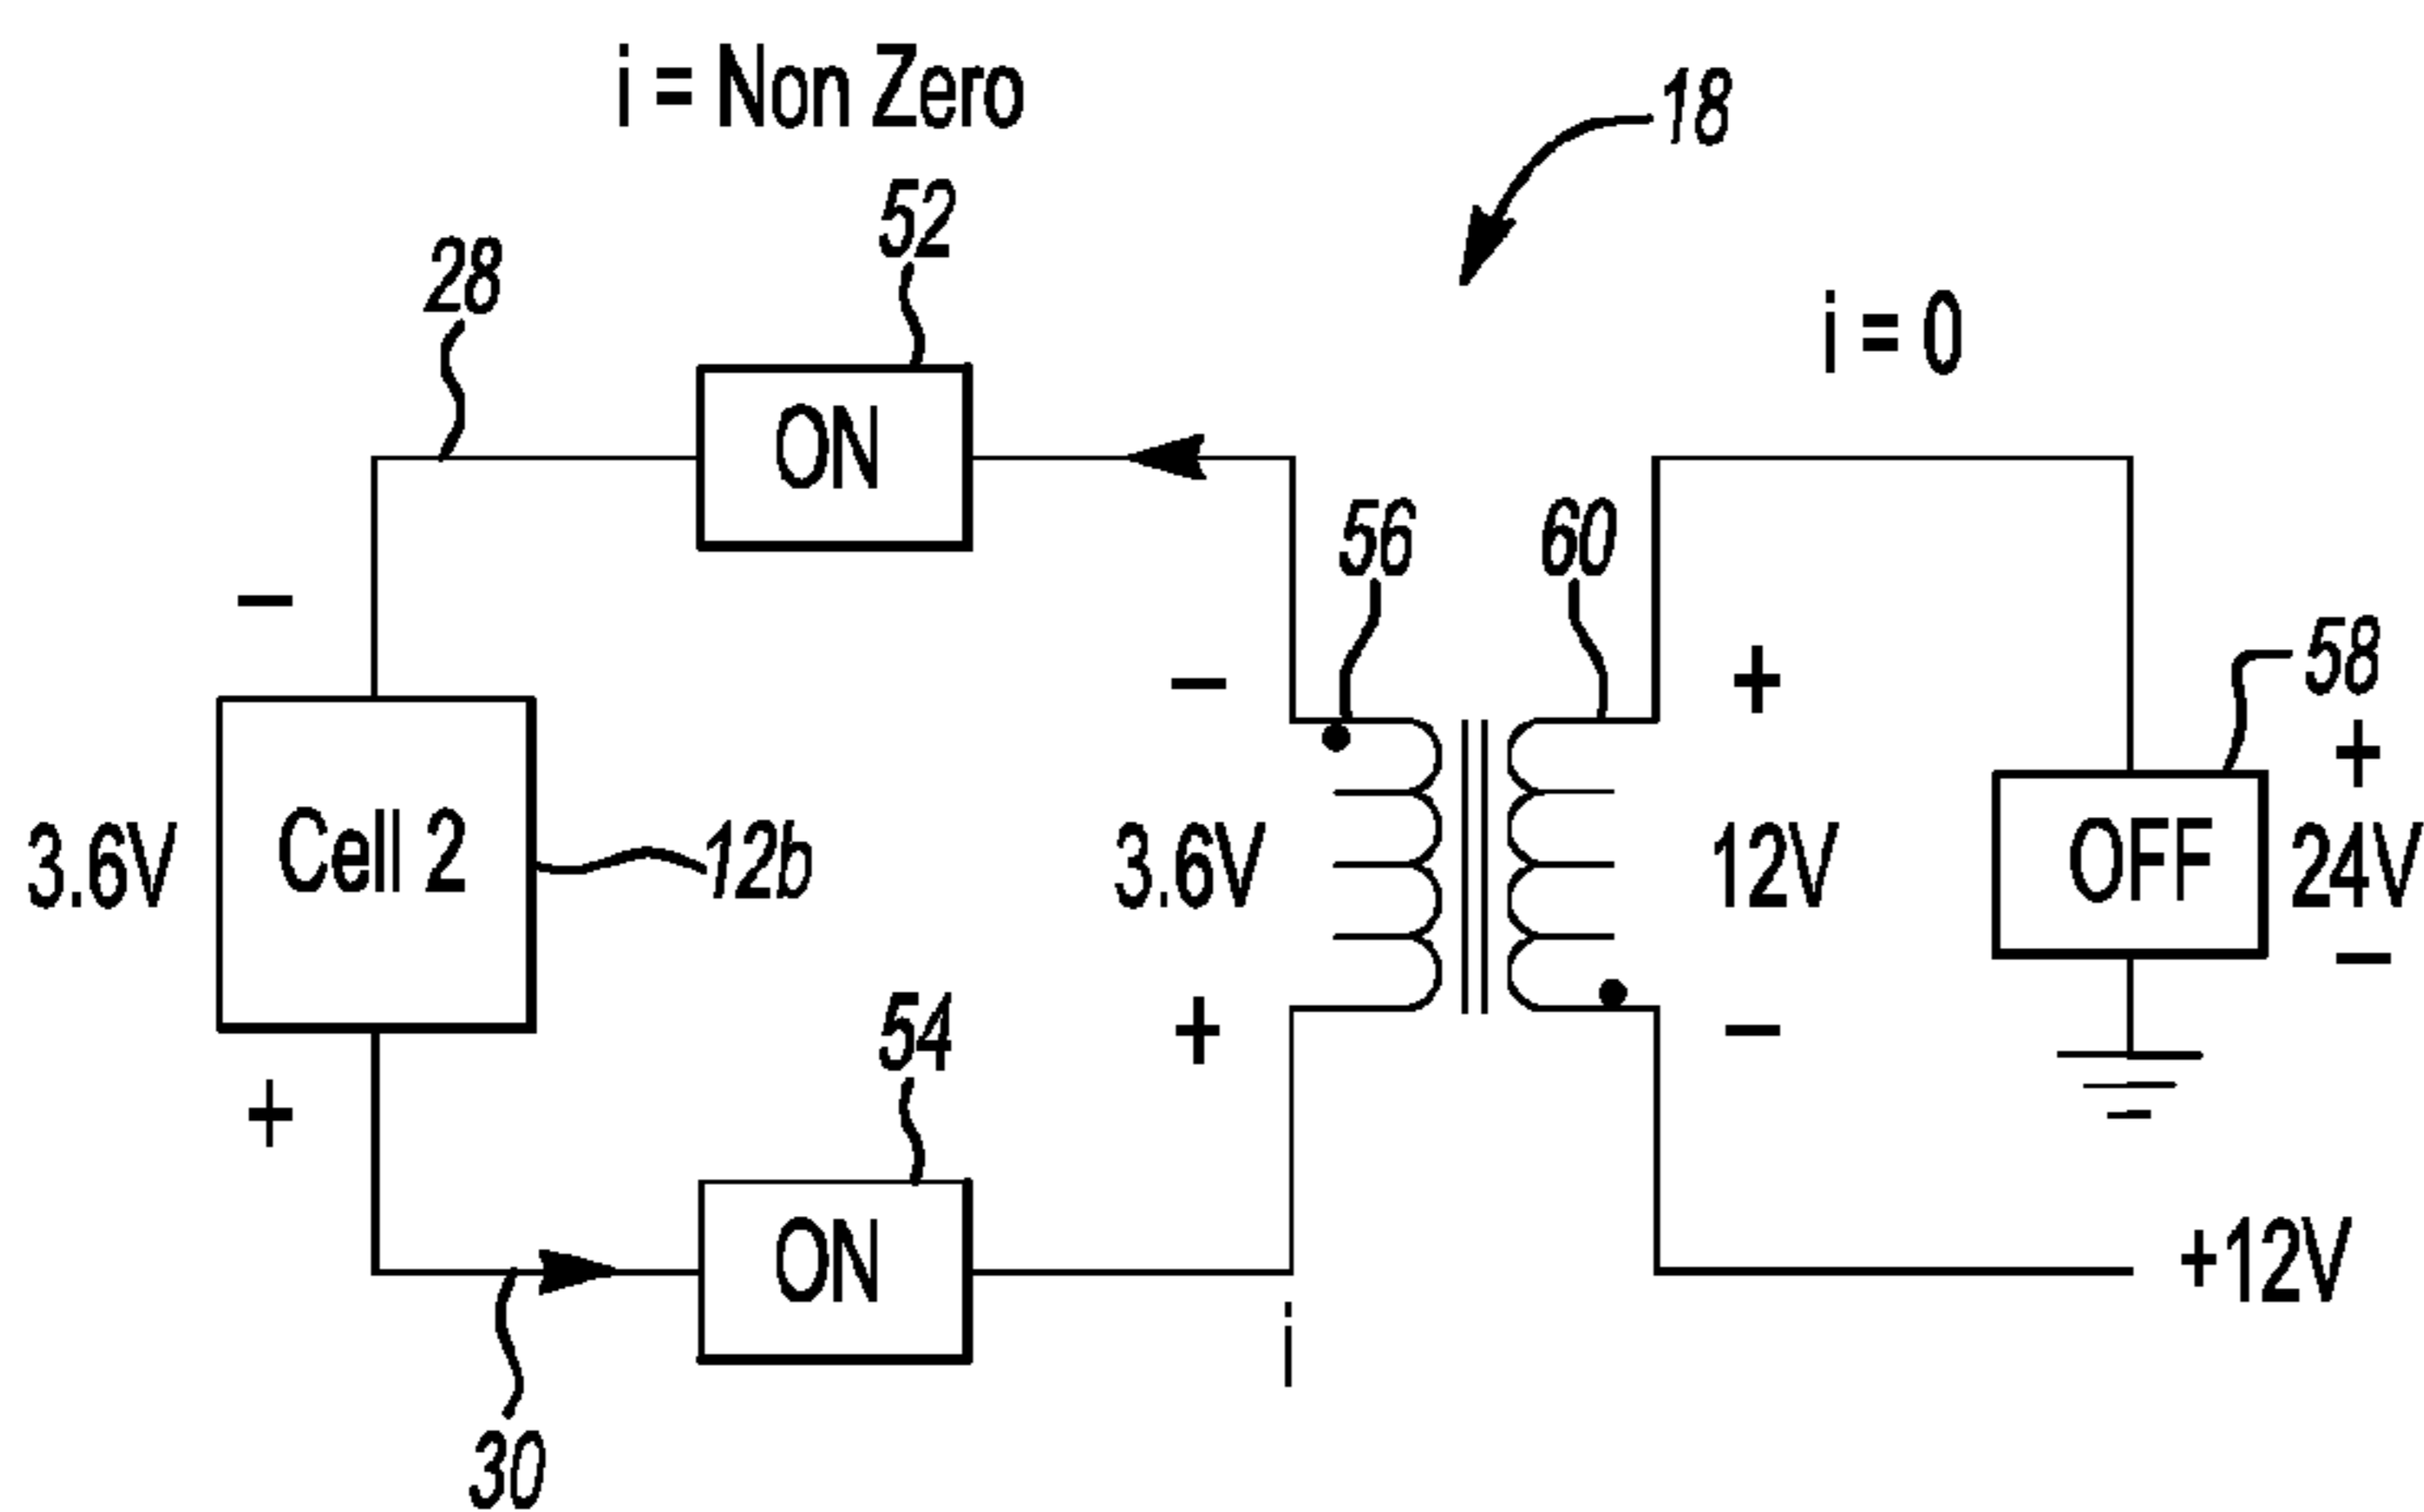 i = Non Zero
18
52
28
i = 0
ON
56
60
58
−
−
+
+
3.6V
Cell 2
12b
3.6V
12V
OFF
24V
−
54
+
−
+
ON
+12V
i
30